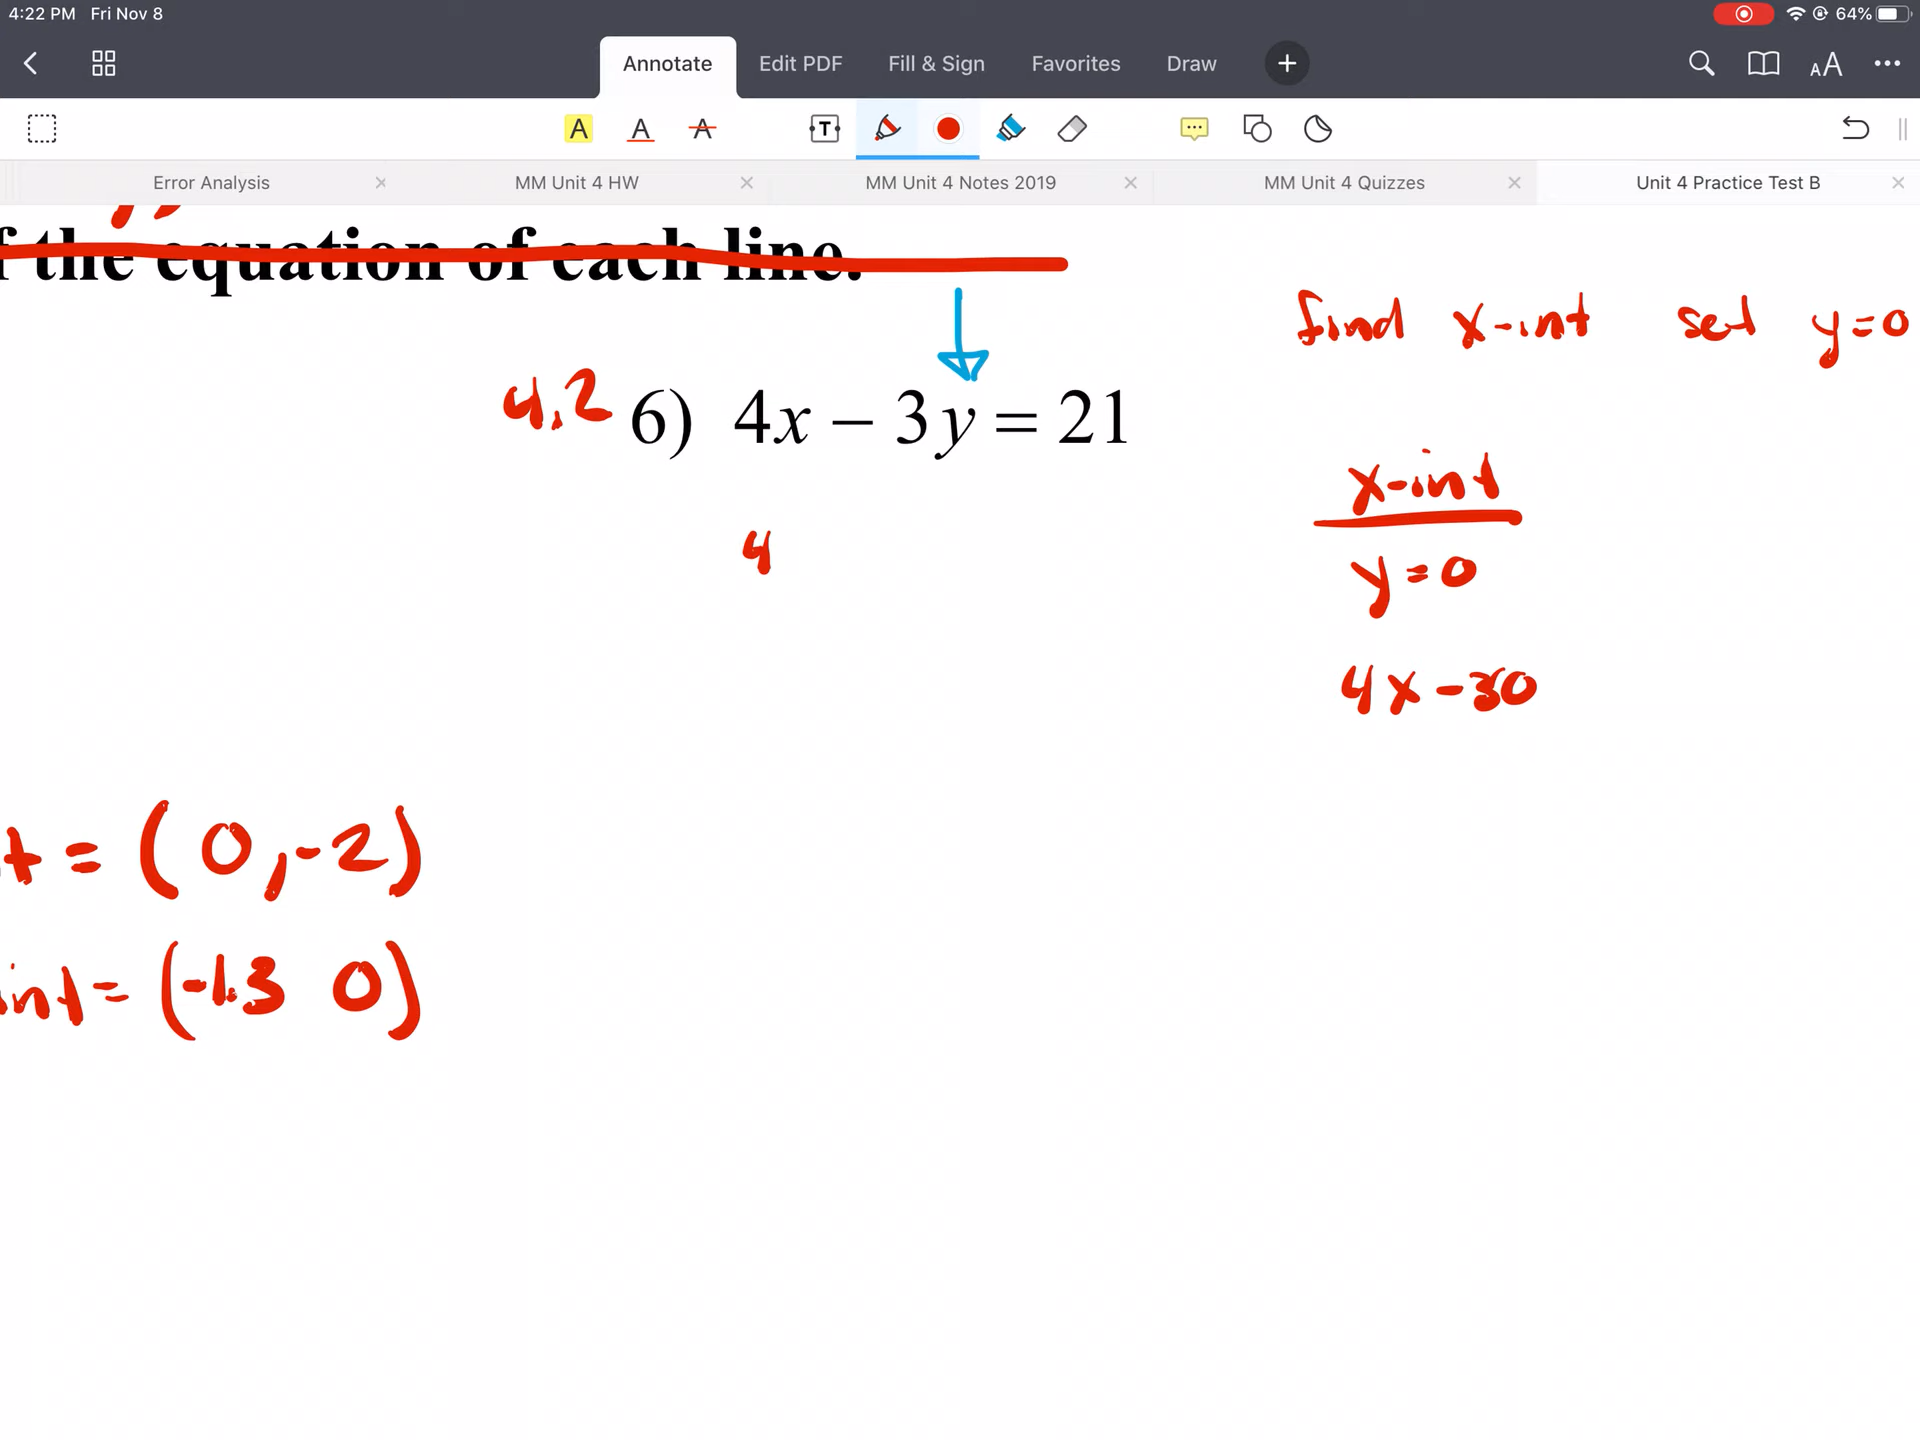 4:22 PM Fri Nov 8
64%
Annotate Edit PDF Fill & Sign Favorites Draw
Error Analysis MM Unit 4 HW MM Unit 4 Notes 2019 MM Unit 4 Quizzes Unit 4 Practice Test B
f the equation of each line.
find x-int set y=0
4.2 6) 4x − 3y = 21
x-int
y=0
4
4x-30
t = (0,-2)
int= (-1.3 0)